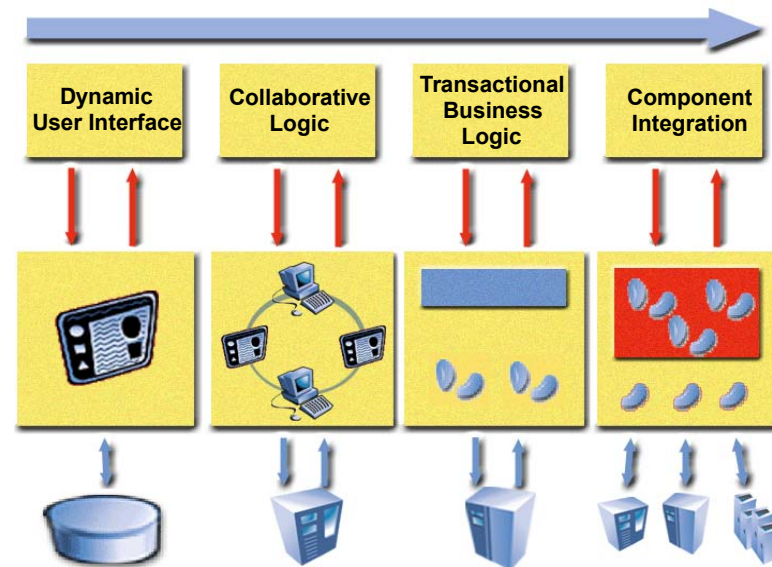 Dynamic
User Interface
Collaborative
Logic
Transactional
Business
Logic
Component
Integration